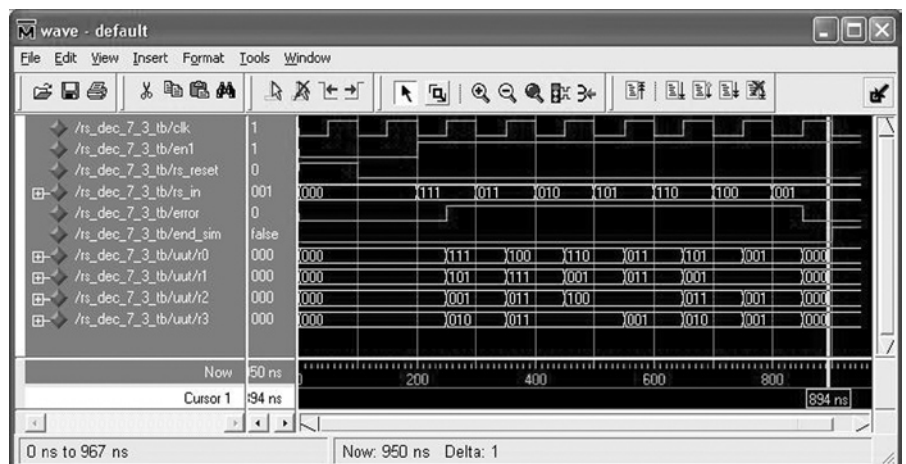 wave - default
File Edit View Insert Format Tools Window
/rs_dec_7_3_tb/clk 1
/rs_dec_7_3_tb/en1 1
/rs_dec_7_3_tb/rs_reset 0
/rs_dec_7_3_tb/rs_in 001 000 111 011 010 101 110 100 001
/rs_dec_7_3_tb/error 0
/rs_dec_7_3_tb/end_sim false
/rs_dec_7_3_tb/uut/r0 000 000 111 100 110 011 101 001 000
/rs_dec_7_3_tb/uut/r1 000 000 101 111 001 011 001 000
/rs_dec_7_3_tb/uut/r2 000 000 001 011 100 011 001 000
/rs_dec_7_3_tb/uut/r3 000 000 010 011 001 010 001 000
Now 50 ns 200 400 600 800
Cursor 1 94 ns 894 ns
0 ns to 967 ns Now: 950 ns Delta: 1